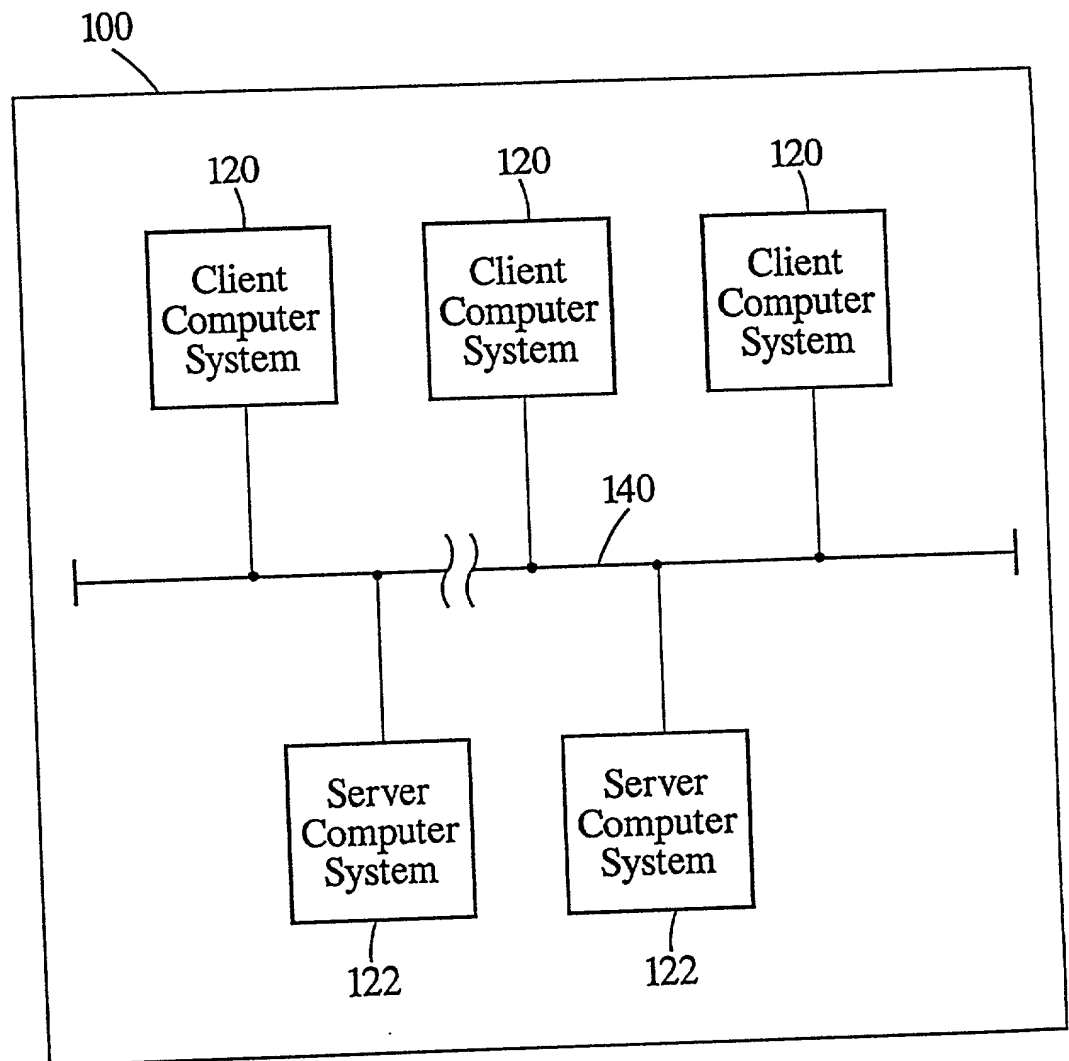 100
120
120
120
Client
Computer
System
Client
Computer
System
Client
Computer
System
140
Server
Computer
System
Server
Computer
System
122
122